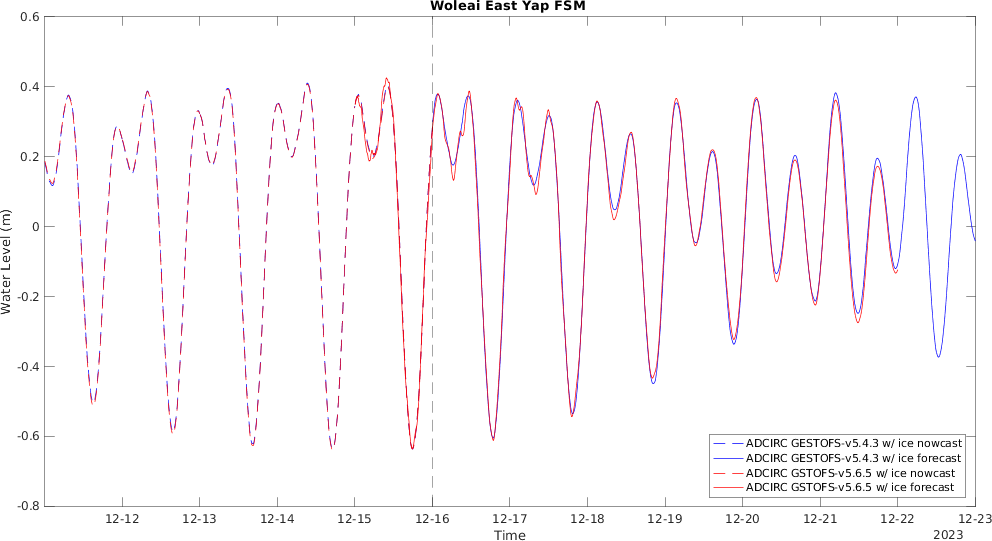 Woleai East Yap FSM
0.6
0.4
0.2
0
-0.2
-0.4
-0.6
-0.8
Water Level (m)
ADCIRC GESTOFS-v5.4.3 w/ ice nowcast
ADCIRC GESTOFS-v5.4.3 w/ ice forecast
ADCIRC GSTOFS-v5.6.5 w/ ice nowcast
ADCIRC GSTOFS-v5.6.5 w/ ice forecast
12-12 12-13 12-14 12-15 12-16 12-17 12-18 12-19 12-20 12-21 12-22 12-23
Time
2023